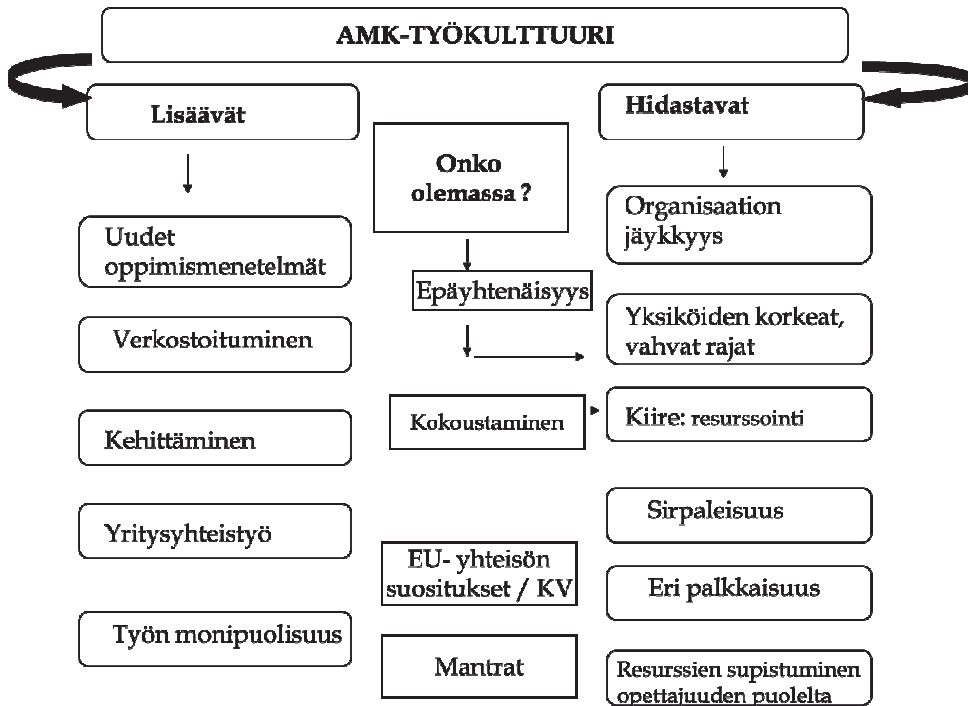 AMK-TYÖKULTTUURI
Lisäävät
Uudet
oppimismenetelmät
Verkostoituminen
Kehittäminen
Yritysyhteistyö
Työn monipuolisuus
Onko
olemassa ?
Epäyhtenäisyys
Kokoustaminen
EU- yhteisön
suositukset / KV
Mantrat
Hidastavat
Organisaation
jäykkyys
Yksiköiden korkeat,
vahvat rajat
Kiire: resurssointi
Sirpaleisuus
Eri palkkaisuus
Resurssien supistuminen
opettajuuden puolelta